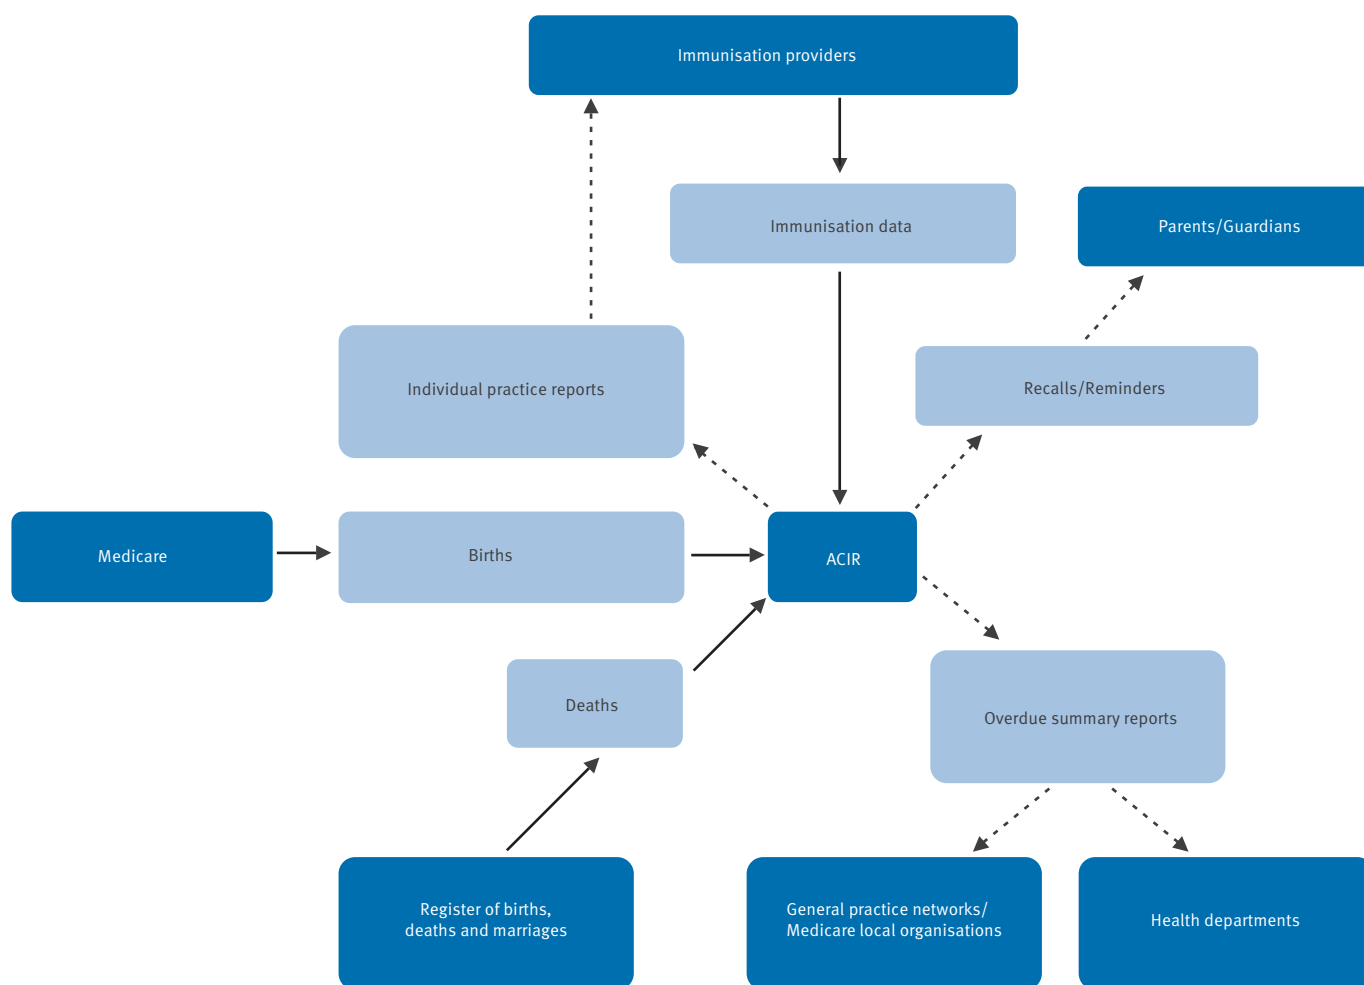 Immunisation providers
Immunisation data
Parents/Guardians
Individual practice reports
Recalls/Reminders
Medicare
Births
ACIR
Deaths
Overdue summary reports
Register of births,
deaths and marriages
General practice networks/
Medicare local organisations
Health departments